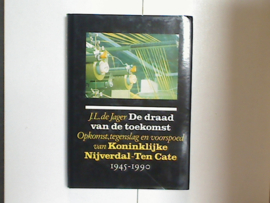 J.L. de Jager De draad
van de toekomst
Opkomst, tegenslag en voorspoed
van Koninklijke
Nijverdal-Ten Cate
1945-1990